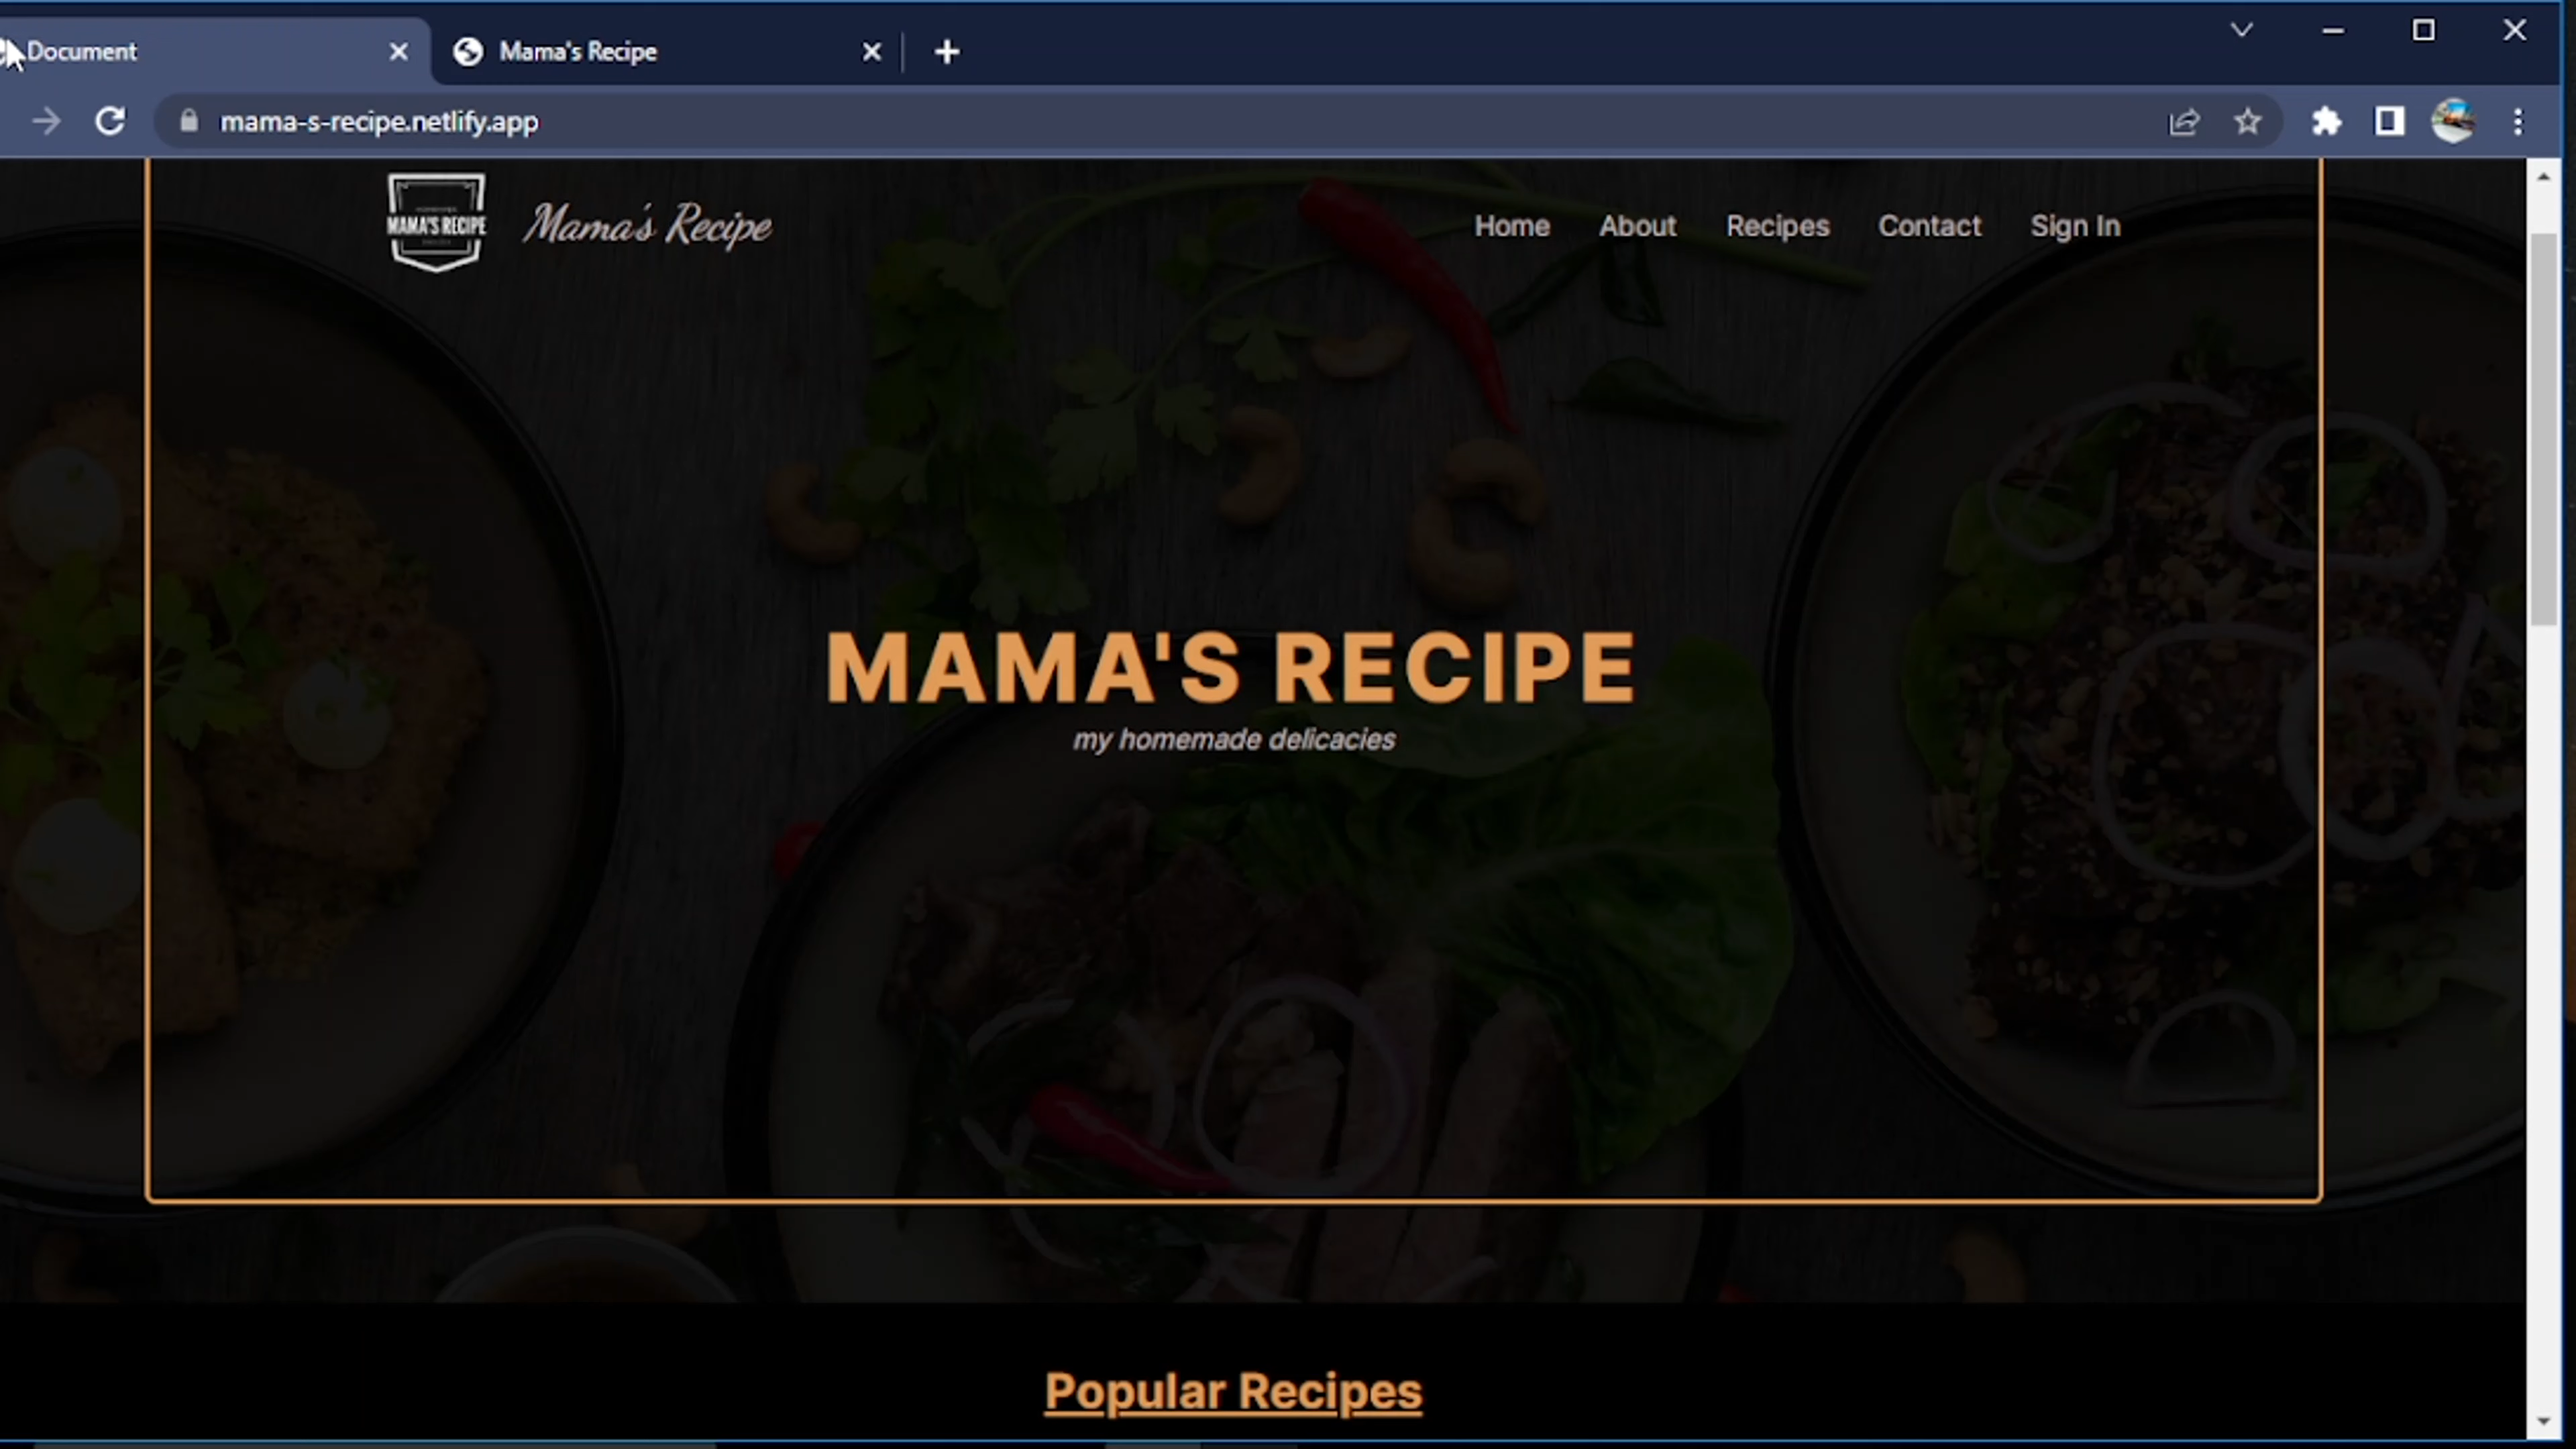 Document
Mama's Recipe
mama-s-recipe.netlify.app
MAMA'S RECIPE
Mama's Recipe
Home About Recipes Contact Sign In
MAMA'S RECIPE
my homemade delicacies
Popular Recipes